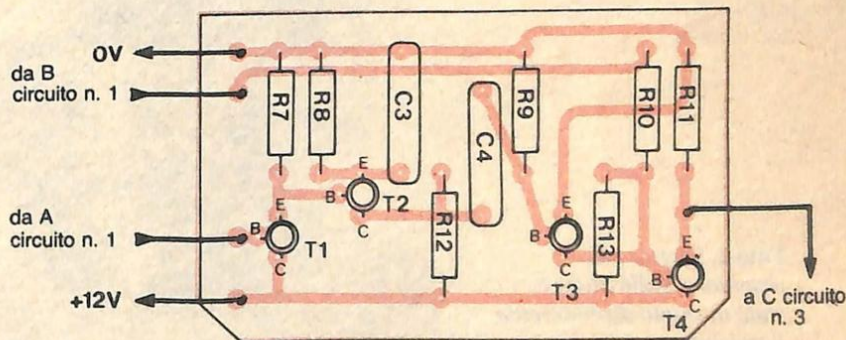 0V
da B
circuito n. 1
da A
circuito n. 1
+12V
R7
R8
C3
C4
R9
R10
R11
E
B
C
T1
E
B
C
T2
R12
E
B
C
T3
R13
E
B
C
T4
a C circuito
n. 3